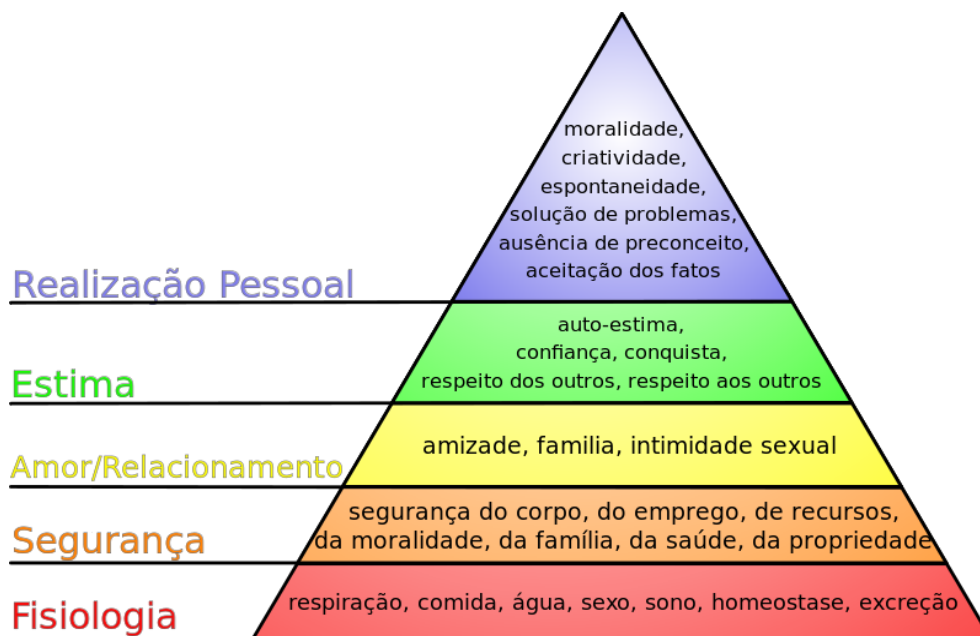 moralidade,
criatividade,
espontaneidade,
solução de problemas,
ausência de preconceito,
aceitação dos fatos
Realização Pessoal
auto-estima,
confiança, conquista,
respeito dos outros, respeito aos outros
Estima
amizade, familia, intimidade sexual
Amor/Relacionamento
segurança do corpo, do emprego, de recursos,
da moralidade, da família, da saúde, da propriedade
Segurança
respiração, comida, água, sexo, sono, homeostase, excreção
Fisiologia